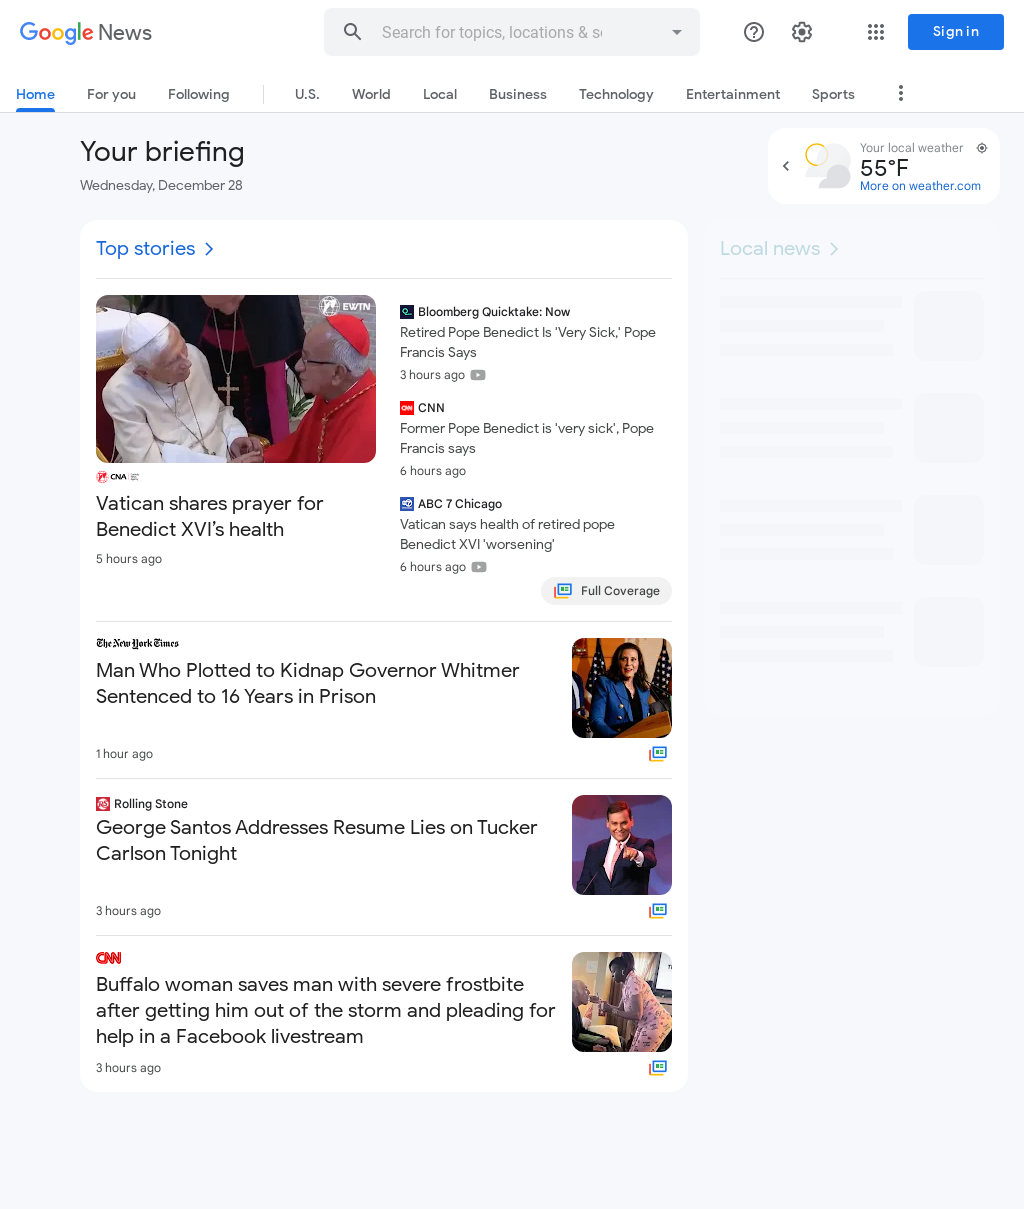 Google News
Search for topics, locations & so
Sign in
Home
For you
Following
U.S.
World
Local
Business
Technology
Entertainment
Sports
Your briefing
Wednesday, December 28
Your local weather
55°F
More on weather.com
Top stories
Local news
EWTN
CNA
Vatican shares prayer for
Benedict XVI’s health
5 hours ago
Bloomberg Quicktake: Now
Retired Pope Benedict Is 'Very Sick,' Pope
Francis Says
3 hours ago
CNN
Former Pope Benedict is 'very sick', Pope
Francis says
6 hours ago
ABC 7 Chicago
Vatican says health of retired pope
Benedict XVI 'worsening'
6 hours ago
Full Coverage
The New York Times
Man Who Plotted to Kidnap Governor Whitmer
Sentenced to 16 Years in Prison
1 hour ago
Rolling Stone
George Santos Addresses Resume Lies on Tucker
Carlson Tonight
3 hours ago
CNN
Buffalo woman saves man with severe frostbite
after getting him out of the storm and pleading for
help in a Facebook livestream
3 hours ago